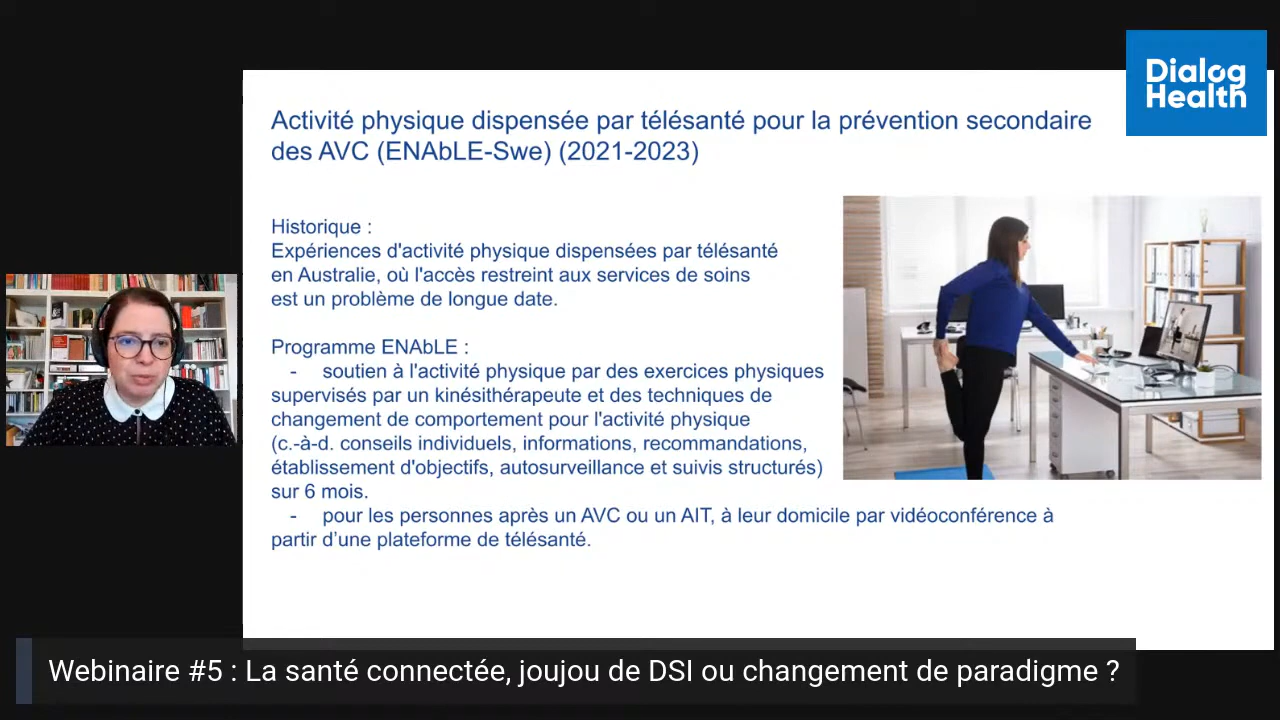 Dialog
Health
Activité physique dispensée par télésanté pour la prévention secondaire
des AVC (ENAbLE-Swe) (2021-2023)
Historique :
Expériences d'activité physique dispensées par télésanté
en Australie, où l'accès restreint aux services de soins
est un problème de longue date.
Programme ENAbLE :
- soutien à l'activité physique par des exercices physiques
supervisés par un kinésithérapeute et des techniques de
changement de comportement pour l'activité physique
(c.-à-d. conseils individuels, informations, recommandations,
établissement d'objectifs, autosurveillance et suivis structurés)
sur 6 mois.
- pour les personnes après un AVC ou un AIT, à leur domicile par vidéoconférence à
partir d’une plateforme de télésanté.
Webinaire #5 : La santé connectée, joujou de DSI ou changement de paradigme ?